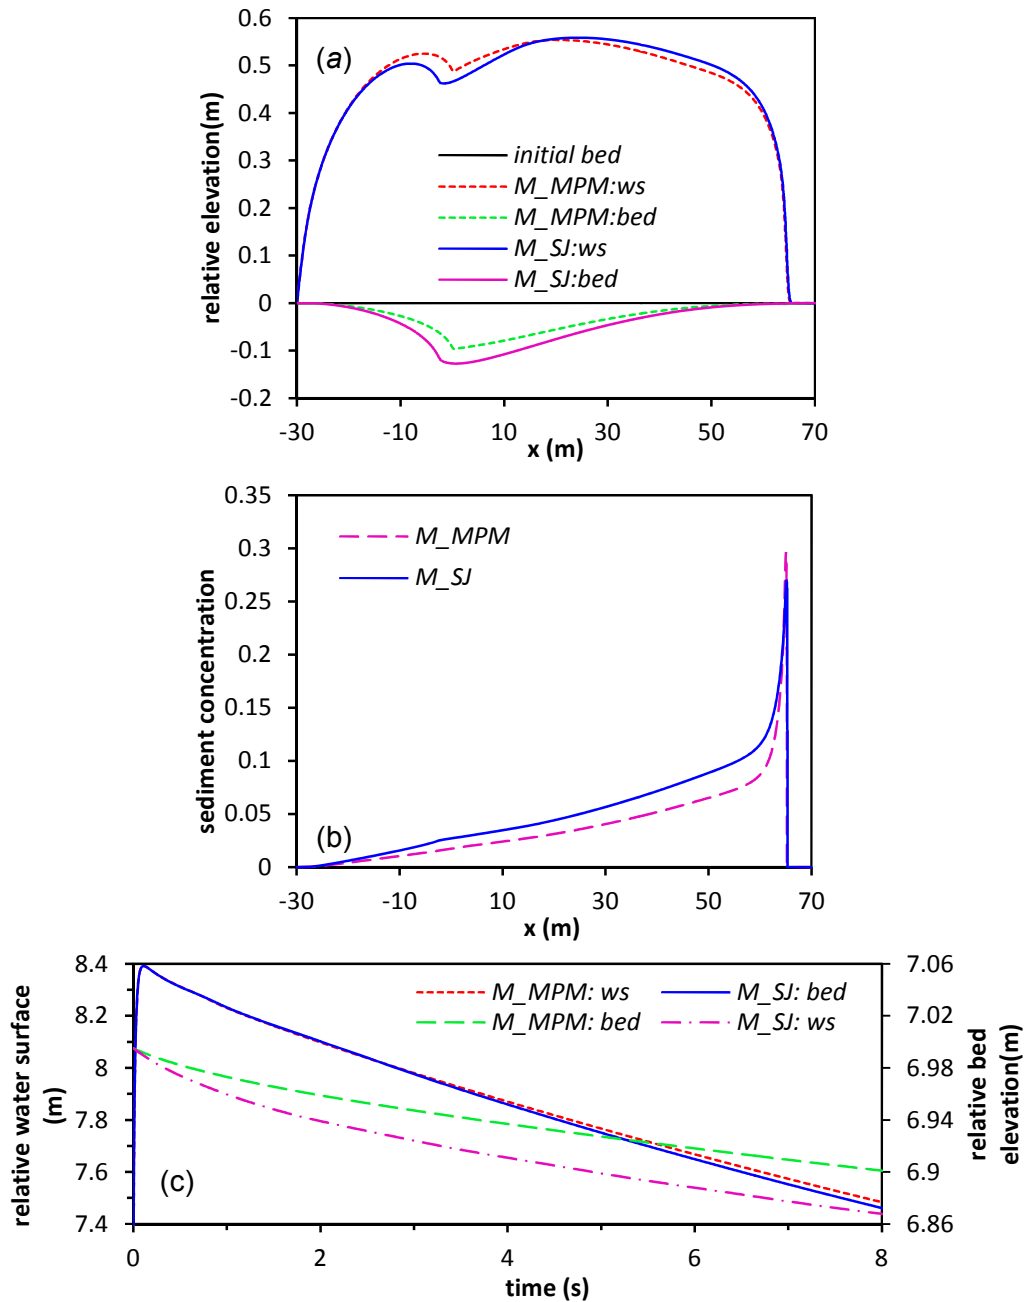 (a)
relative elevation(m)
0.6
0.5
0.4
0.3
0.2
0.1
0
-0.1
-0.2
initial bed
M_MPM:ws
M_MPM:bed
M_SJ:ws
M_SJ:bed
-30 -10 10 30 50 70
x (m)
sediment concentration
0.35
0.3
0.25
0.2
0.15
0.1
0.05
0
M_MPM
M_SJ
(b)
-30 -10 10 30 50 70
x (m)
relative water surface
(m)
8.4
8.2
8
7.8
7.6
7.4
M_MPM: ws M_SJ: bed
M_MPM: bed M_SJ: ws
(c)
7.06
7.02
6.98
6.94
6.9
6.86
relative bed
elevation(m)
0 2 4 6 8
time (s)